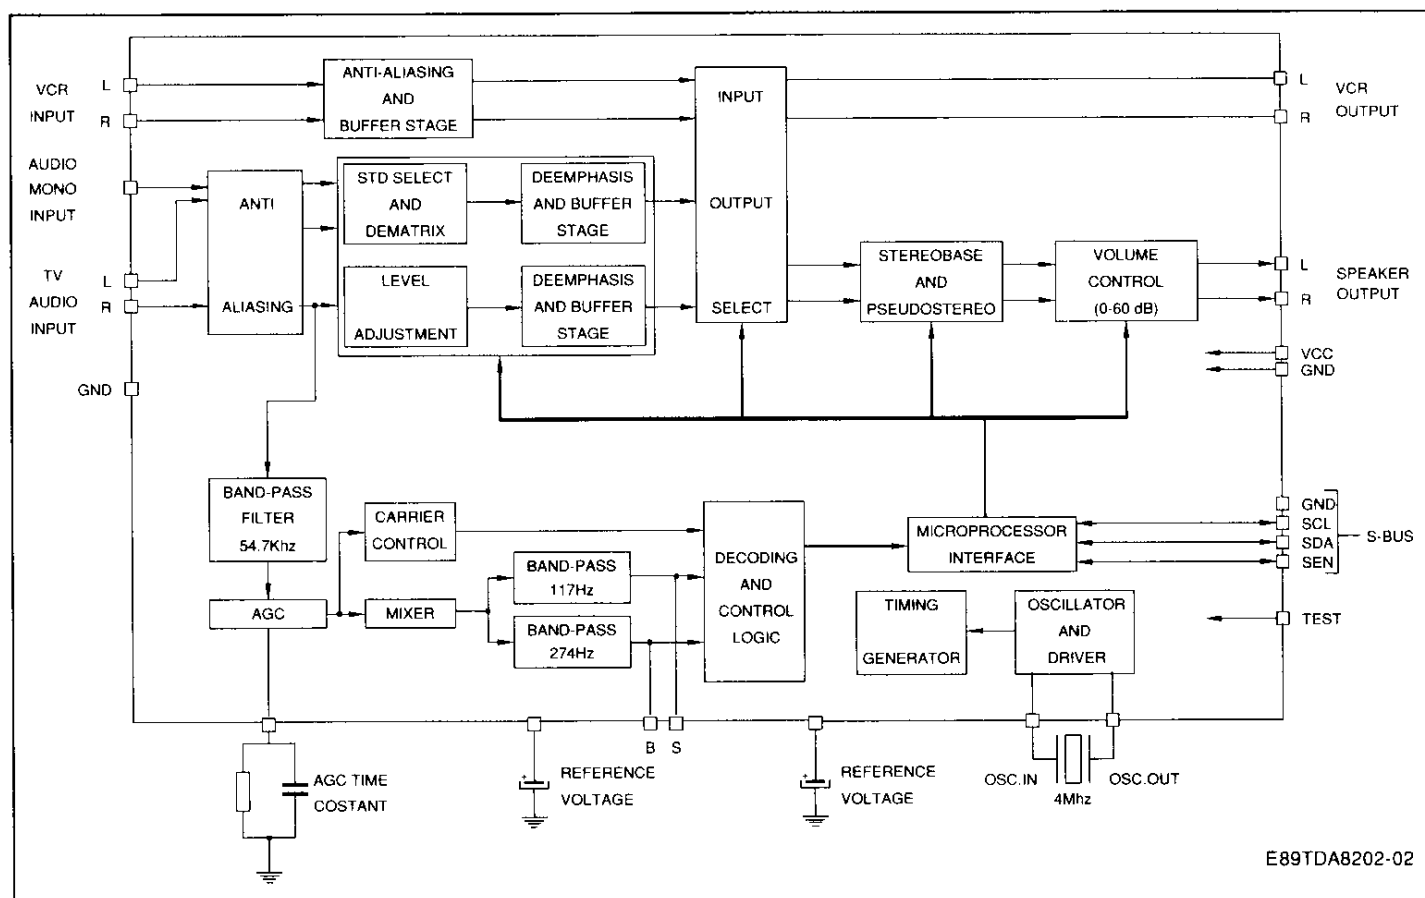 VCR
INPUT
L
R
ANTI-ALIASING
AND
BUFFER STAGE
INPUT
OUTPUT
SELECT
L
R
VCR
OUTPUT
AUDIO
MONO
INPUT
TV
AUDIO
INPUT
L
R
ANTI
ALIASING
STD SELECT
AND
DEMATRIX
DEEMPHASIS
AND BUFFER
STAGE
LEVEL
ADJUSTMENT
DEEMPHASIS
AND BUFFER
STAGE
STEREOBASE
AND
PSEUDOSTEREO
VOLUME
CONTROL
(0-60 dB)
L
R
SPEAKER
OUTPUT
VCC
GND
GND
BAND-PASS
FILTER
54.7Khz
CARRIER
CONTROL
AGC
MIXER
BAND-PASS
117Hz
BAND-PASS
274Hz
DECODING
AND
CONTROL
LOGIC
MICROPROCESSOR
INTERFACE
GND
SCL
SDA
SEN
S-BUS
TIMING
GENERATOR
OSCILLATOR
AND
DRIVER
TEST
B
S
AGC TIME
COSTANT
REFERENCE
VOLTAGE
REFERENCE
VOLTAGE
OSC.IN
4Mhz
OSC.OUT
E89TDA8202-02